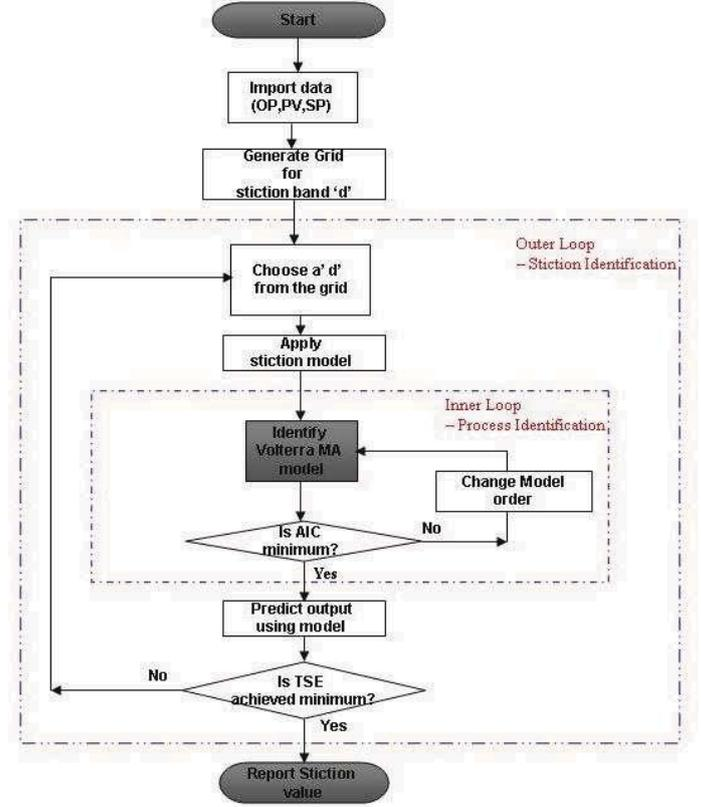 Start
Import data
(OP,PV,SP)
Generate Grid
for
stiction band ‘d’
Outer Loop
– Stiction Identification
Choose a’ d’
from the grid
Apply
stiction model
Inner Loop
– Process Identification
Identify
Volterra MA
model
Change Model
order
Is AIC
minimum?
No
Yes
Predict output
using model
Is TSE
achieved minimum?
No
Yes
Report Stiction
value